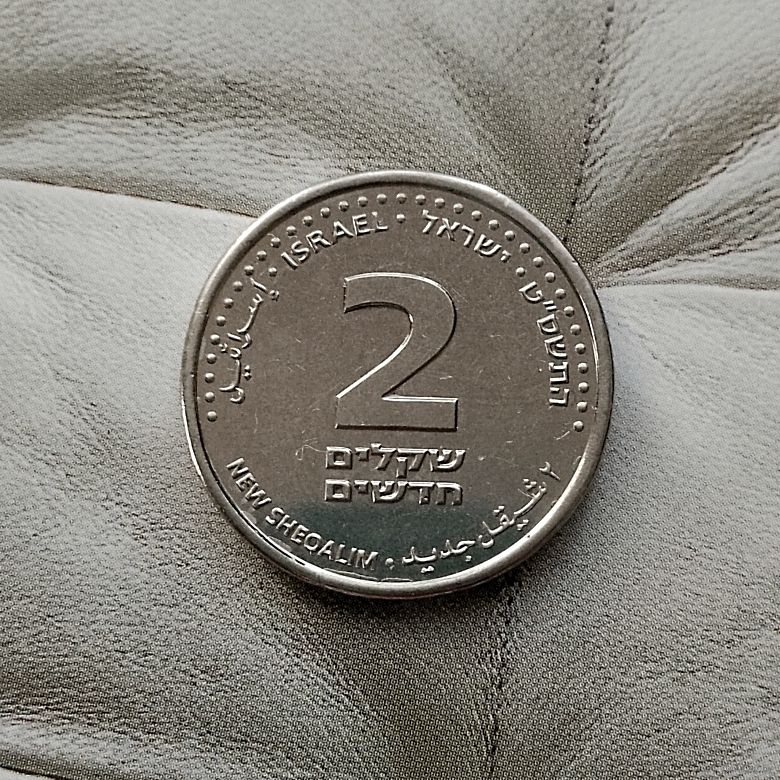 إسرائيل • ISRAEL • ישראל • התשס"ט
2
שקלים
חדשים
NEW SHEQALIM • ٢ شيقل جديد